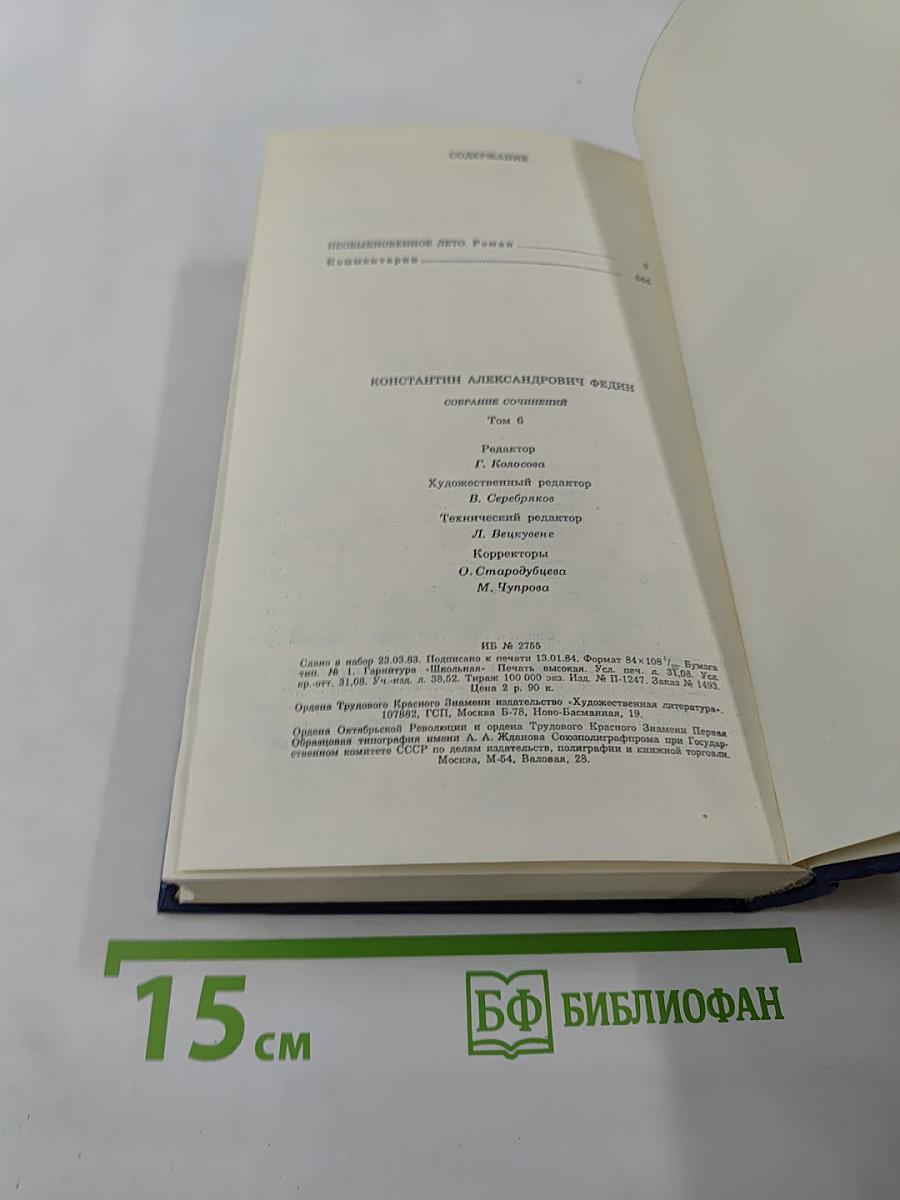 СОДЕРЖАНИЕ
НЕОБЫКНОВЕННОЕ ЛЕТО. Роман
5
Комментарии
КОНСТАНТИН АЛЕКСАНДРОВИЧ ФЕДИН
СОБРАНИЕ СОЧИНЕНИЙ
Том 6
Редактор
Г. Колосова
Художественный редактор
В. Серебряков
Технический редактор
Л. Вецкувене
Корректоры
О. Стародубцева
М. Чупрова
ИБ № 2755
Сдано в набор 23.03.83. Подписано к печати 13.01.84. Формат 84×108 1/32. Бумага
тип. № 1. Гарнитура «Школьная». Печать высокая. Усл. печ. л. 31,08. Усл.
кр.-отт. 31,08. Уч.-изд. л. 38,52. Тираж 100 000 экз. Изд. № П-1247. Заказ № 1493.
Цена 2 р. 90 к.
Ордена Трудового Красного Знамени издательство «Художественная литература».
107882, ГСП, Москва Б-78, Ново-Басманная, 19.
Ордена Октябрьской Революции и ордена Трудового Красного Знамени Первая
Образцовая типография имени А. А. Жданова Союзполиграфпрома при Государ-
ственном комитете СССР по делам издательств, полиграфии и книжной торговли.
Москва, М-54, Валовая, 28.
15 см
БФ БИБЛИОФАН